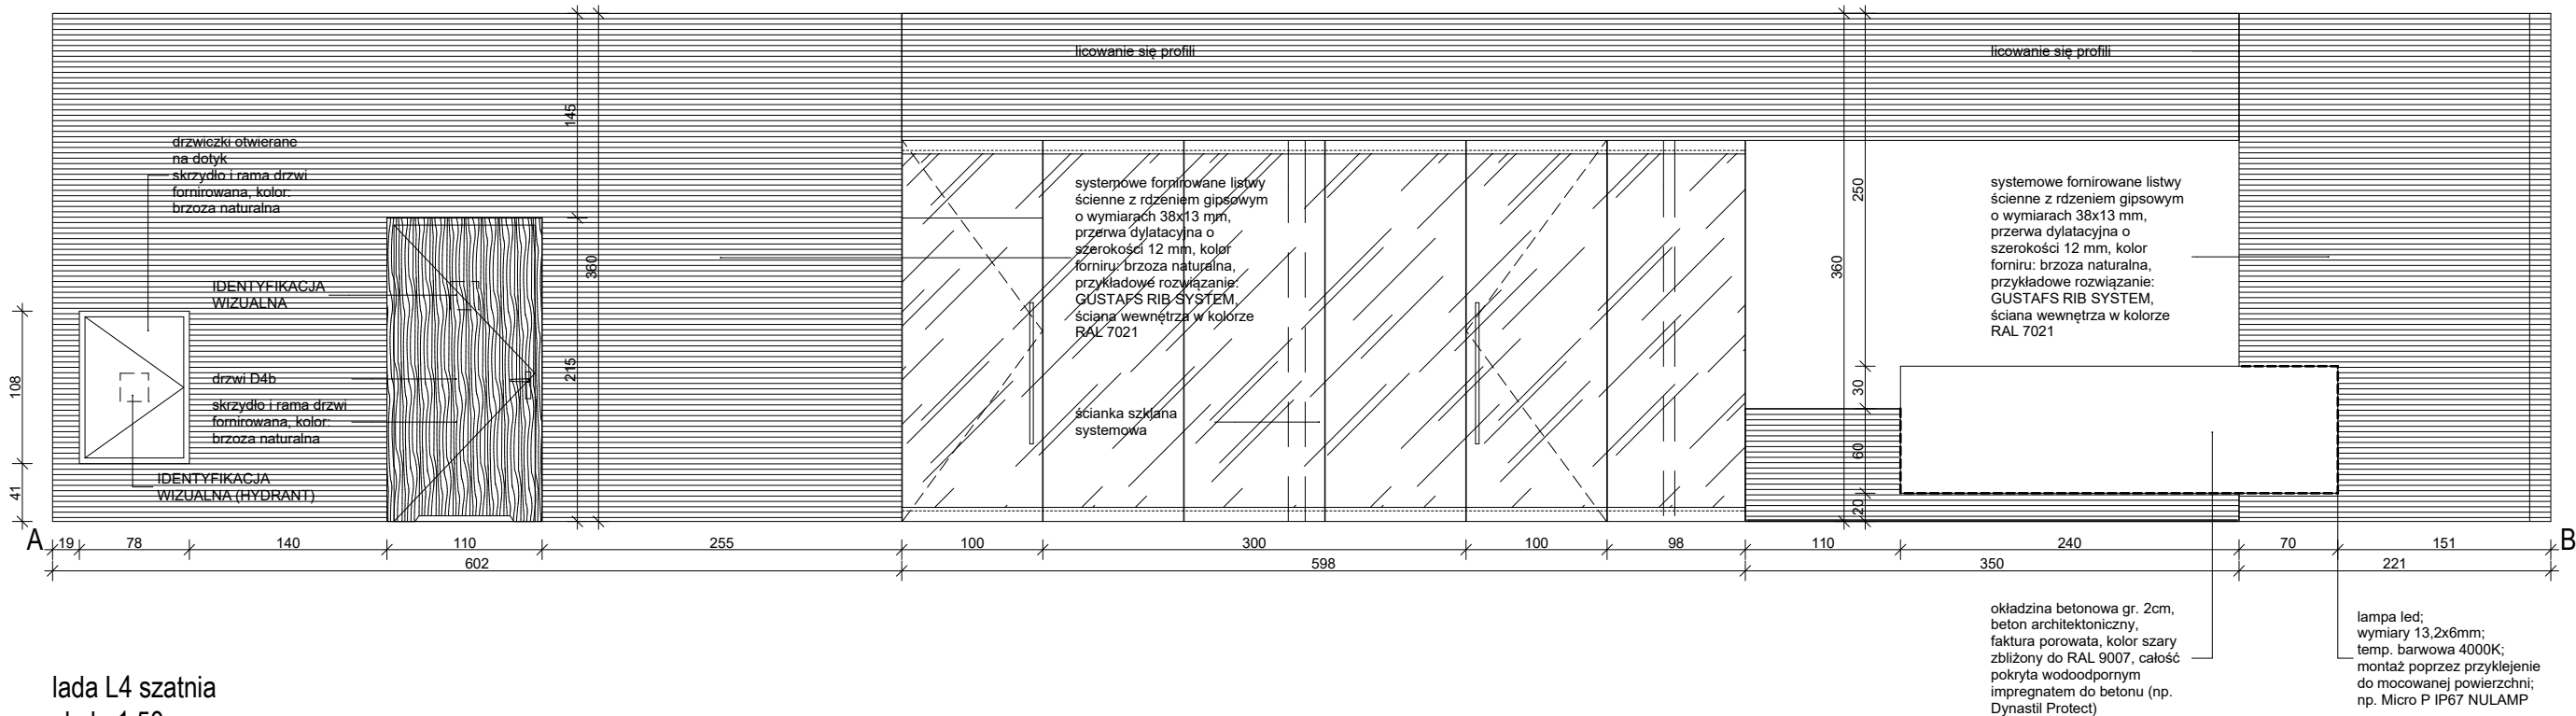 licowanie się profili
licowanie się profili
145
drzwiczki otwierane
na dotyk
skrzydło i rama drzwi
fornirowana, kolor:
brzoza naturalna
systemowe fornirowane listwy
ścienne z rdzeniem gipsowym
o wymiarach 38x13 mm,
przerwa dylatacyjna o
szerokości 12 mm, kolor
forniru: brzoza naturalna,
przykładowe rozwiązanie:
GUSTAFS RIB SYSTEM,
ściana wewnętrza w kolorze
RAL 7021
250
systemowe fornirowane listwy
ścienne z rdzeniem gipsowym
o wymiarach 38x13 mm,
przerwa dylatacyjna o
szerokości 12 mm, kolor
forniru: brzoza naturalna,
przykładowe rozwiązanie:
GUSTAFS RIB SYSTEM,
ściana wewnętrza w kolorze
RAL 7021
360
360
IDENTYFIKACJA
WIZUALNA
215
108
drzwi D4b
skrzydło i rama drzwi
fornirowana, kolor:
brzoza naturalna
ścianka szklana
systemowa
30
60
20
41
IDENTYFIKACJA
WIZUALNA (HYDRANT)
A
19 78 140 110 255 100 300 100 98 110 240 70 151
B
602 598 350 221
okładzina betonowa gr. 2cm,
beton architektoniczny,
faktura porowata, kolor szary
zbliżony do RAL 9007, całość
pokryta wodoodpornym
impregnatem do betonu (np.
Dynastil Protect)
lampa led;
wymiary 13,2x6mm;
temp. barwowa 4000K;
montaż poprzez przyklejenie
do mocowanej powierzchni;
np. Micro P IP67 NULAMP
lada L4 szatnia